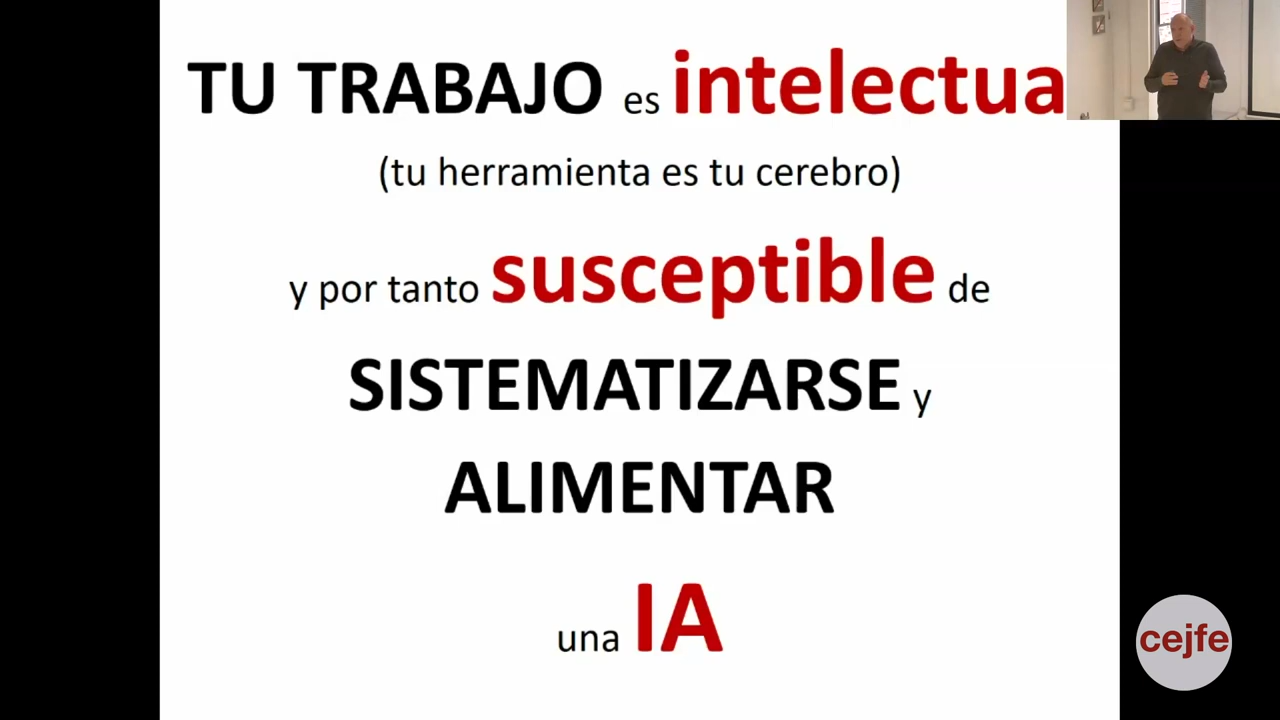 TU TRABAJO es intelectua
(tu herramienta es tu cerebro)
y por tanto susceptible de
SISTEMATIZARSE y
ALIMENTAR
una IA
cejfe